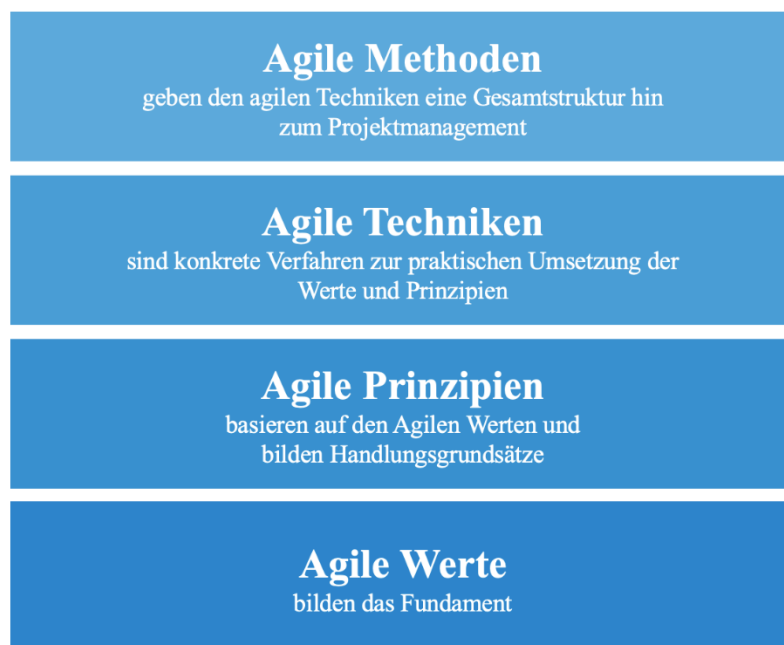 Agile Methoden
geben den agilen Techniken eine Gesamtstruktur hin
zum Projektmanagement
Agile Techniken
sind konkrete Verfahren zur praktischen Umsetzung der
Werte und Prinzipien
Agile Prinzipien
basieren auf den Agilen Werten und
bilden Handlungsgrundsätze
Agile Werte
bilden das Fundament